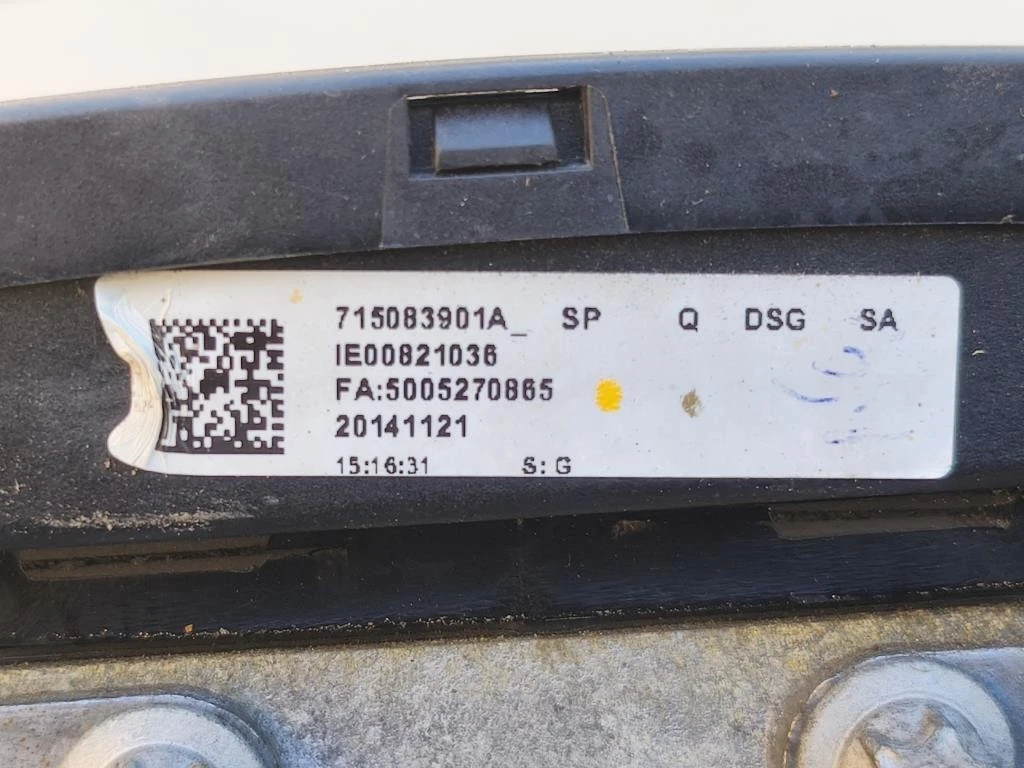 715083901A_ SP Q DSG SA
IE00821036
FA:5005270865
20141121
15:16:31 S: G